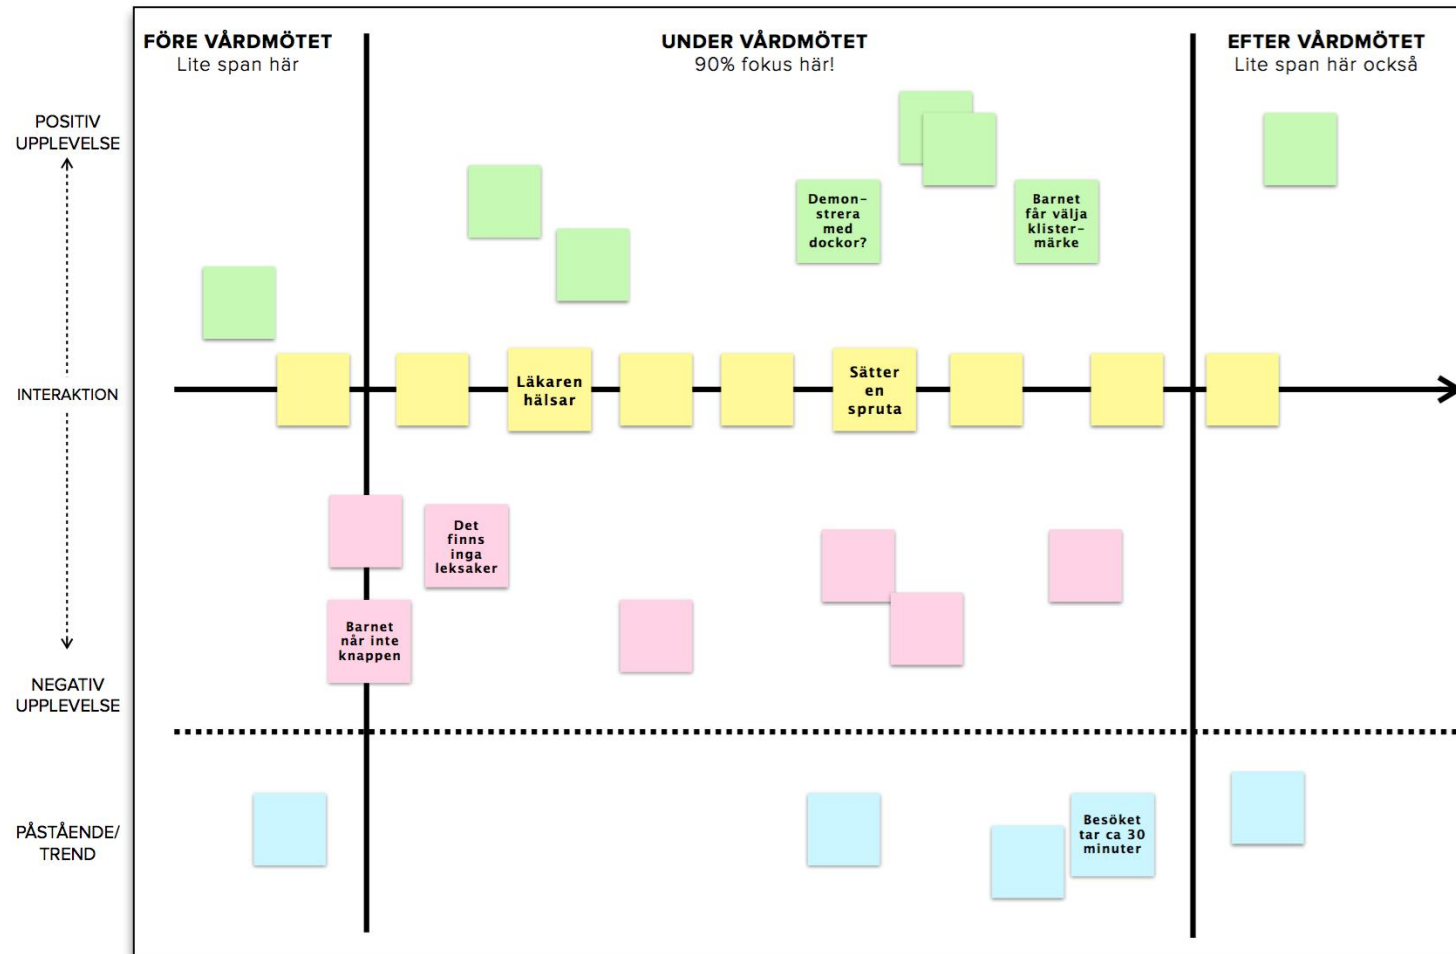 FÖRE VÅRDMÖTET
Lite span här
UNDER VÅRDMÖTET
90% fokus här!
EFTER VÅRDMÖTET
Lite span här också
POSITIV
UPPLEVELSE
Demon-
strera
med
dockor?
Barnet
får välja
klister-
märke
INTERAKTION
Läkaren
hälsar
Sätter
en
spruta
Det
finns
inga
leksaker
Barnet
når inte
knappen
NEGATIV
UPPLEVELSE
PÅSTÅENDE/
TREND
Besöket
tar ca 30
minuter